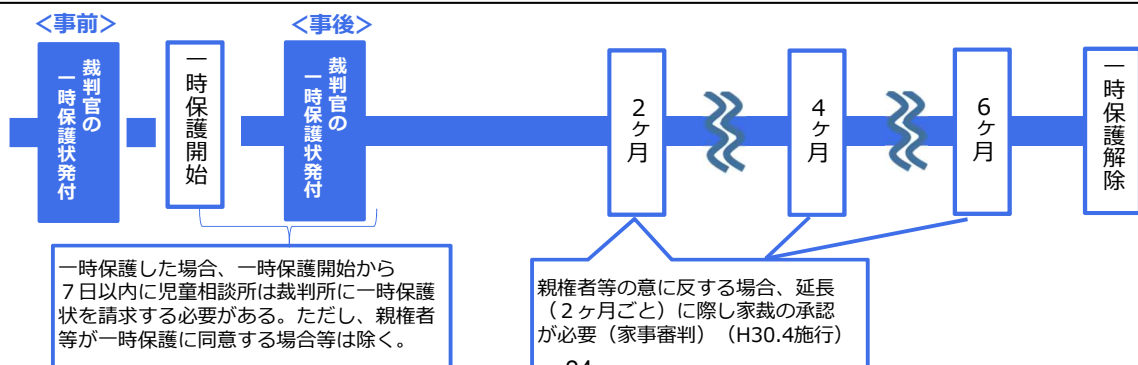 ＜事前＞
＜事後＞
裁判官の
一時保護状発付
一時保護開始
裁判官の
一時保護状発付
２ケ月
４ケ月
６ケ月
一時保護解除
一時保護した場合、一時保護開始から
７日以内に児童相談所は裁判所に一時保護
状を請求する必要がある。ただし、親権者
等が一時保護に同意する場合等は除く。
親権者等の意に反する場合、延長
（２ヶ月ごと）に際し家裁の承認
が必要（家事審判）（H30.4施行）